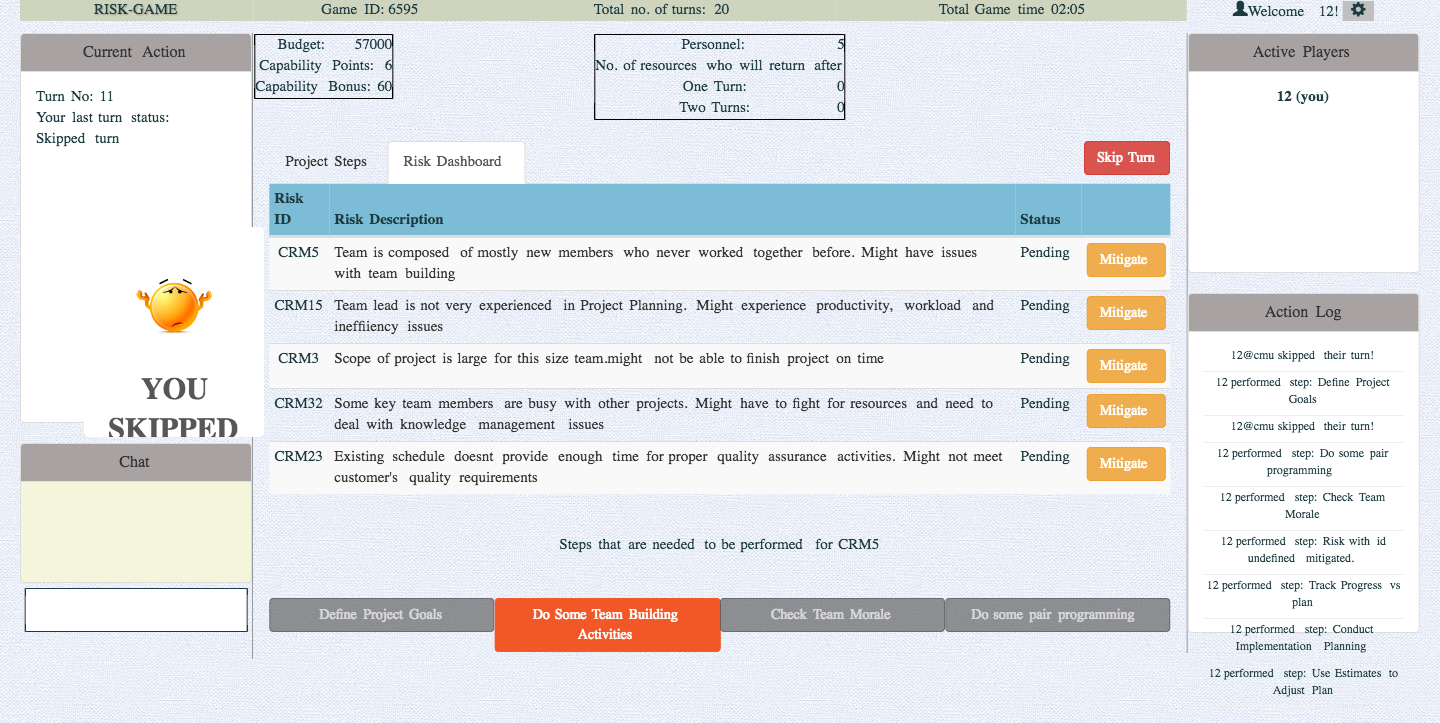 RISK-GAME
Game ID: 6595
Total no. of turns: 20
Total Game time 02:05
Welcome 12!
Current Action
Turn No: 11
Your last turn status:
Skipped turn
YOU
SKIPPED
Chat
Budget: 57000
Capability Points: 6
Capability Bonus: 60
Personnel: 5
No. of resources who will return after
One Turn: 0
Two Turns: 0
Project Steps
Risk Dashboard
Skip Turn
Risk
ID
Risk Description
Status
CRM5
Team is composed of mostly new members who never worked together before. Might have issues
with team building
Pending
Mitigate
CRM15
Team lead is not very experienced in Project Planning. Might experience productivity, workload and
ineffiiency issues
Pending
Mitigate
CRM3
Scope of project is large for this size team.might not be able to finish project on time
Pending
Mitigate
CRM32
Some key team members are busy with other projects. Might have to fight for resources and need to
deal with knowledge management issues
Pending
Mitigate
CRM23
Existing schedule doesnt provide enough time for proper quality assurance activities. Might not meet
customer's quality requirements
Pending
Mitigate
Steps that are needed to be performed for CRM5
Define Project Goals
Do Some Team Building
Activities
Check Team Morale
Do some pair programming
Active Players
12 (you)
Action Log
12@cmu skipped their turn!
12 performed step: Define Project
Goals
12@cmu skipped their turn!
12 performed step: Do some pair
programming
12 performed step: Check Team
Morale
12 performed step: Risk with id
undefined mitigated.
12 performed step: Track Progress vs
plan
12 performed step: Conduct
Implementation Planning
12 performed step: Use Estimates to
Adjust Plan